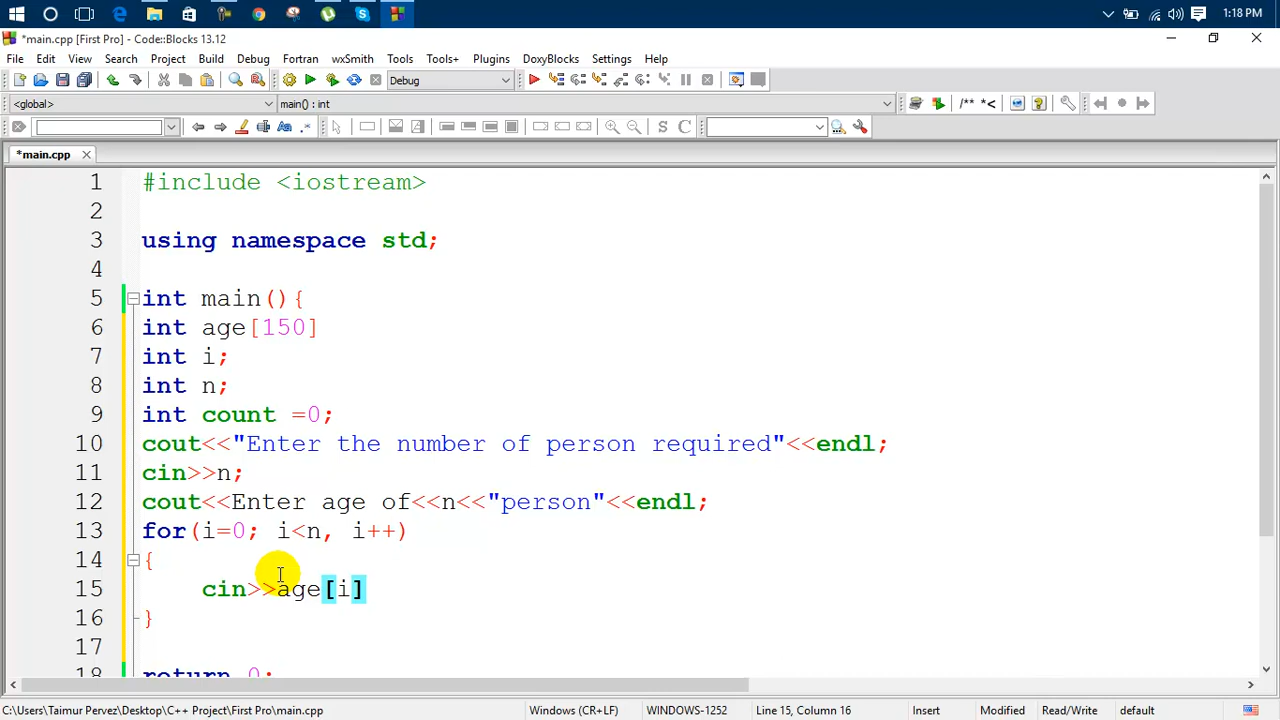 1:18 PM
*main.cpp [First Pro] - Code::Blocks 13.12
File Edit View Search Project Build Debug Fortran wxSmith Tools Tools+ Plugins DoxyBlocks Settings Help
Debug
<global> main() : int /** *<
Aa .* S C
*main.cpp
1 #include <iostream>
2
3 using namespace std;
4
5 int main(){
6 int age[150]
7 int i;
8 int n;
9 int count =0;
10 cout<<"Enter the number of person required"<<endl;
11 cin>>n;
12 cout<<Enter age of<<n<<"person"<<endl;
13 for(i=0; i<n, i++)
14 {
15 cin>>age[i]
16 }
17
18 return 0;
C:\Users\Taimur Pervez\Desktop\C++ Project\First Pro\main.cpp Windows (CR+LF) WINDOWS-1252 Line 15, Column 16 Insert Modified Read/Write default